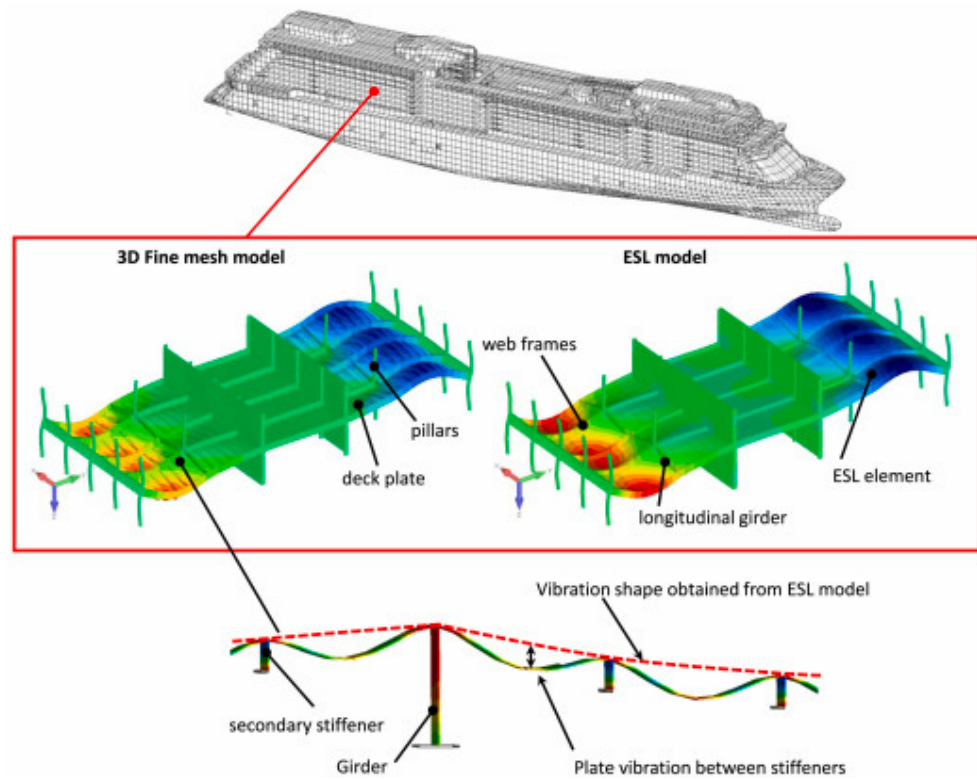 3D Fine mesh model
ESL model
web frames
pillars
deck plate
ESL element
longitudinal girder
Vibration shape obtained from ESL model
secondary stiffener
Girder
Plate vibration between stiffeners